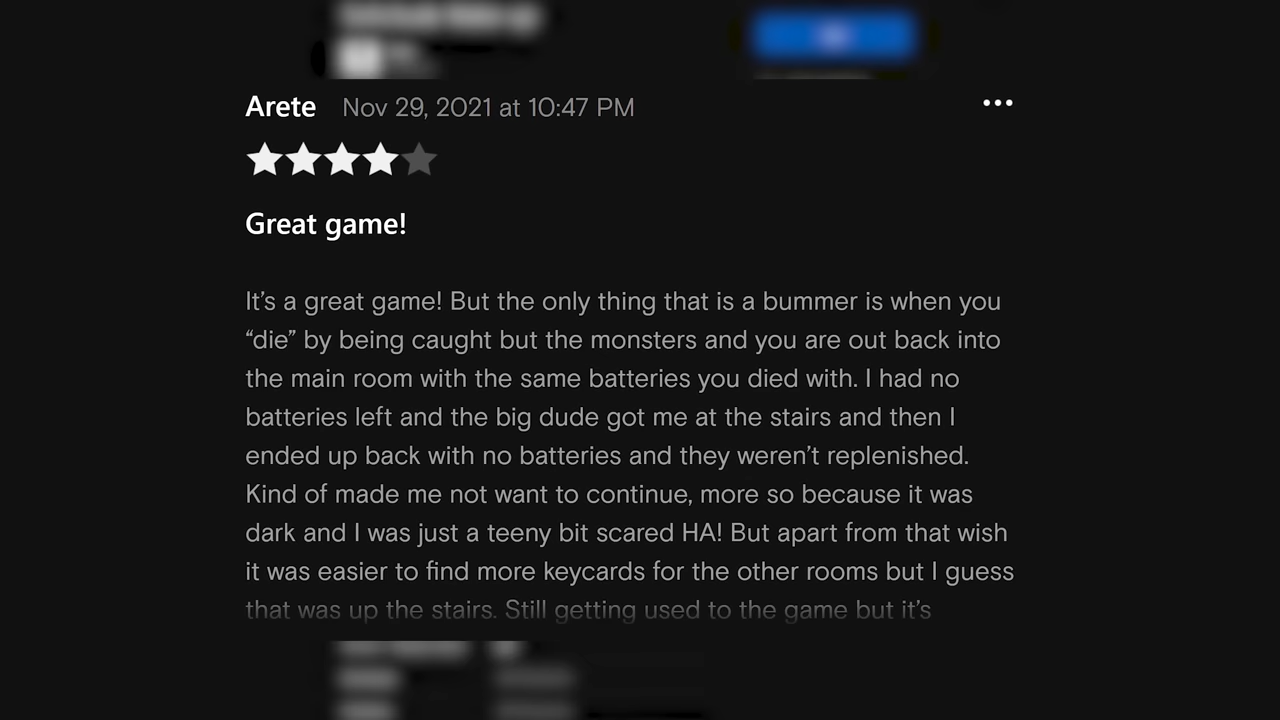 Arete Nov 29, 2021 at 10:47 PM
Great game!
It’s a great game! But the only thing that is a bummer is when you
“die” by being caught but the monsters and you are out back into
the main room with the same batteries you died with. I had no
batteries left and the big dude got me at the stairs and then I
ended up back with no batteries and they weren’t replenished.
Kind of made me not want to continue, more so because it was
dark and I was just a teeny bit scared HA! But apart from that wish
it was easier to find more keycards for the other rooms but I guess
that was up the stairs. Still getting used to the game but it’s